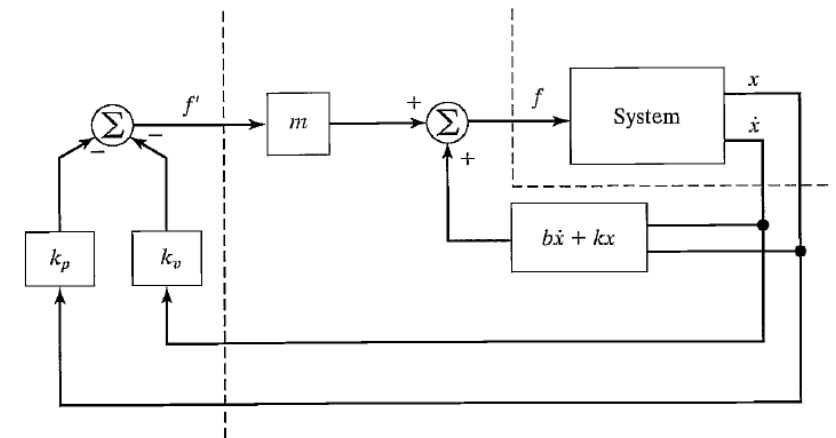 x
f'
m
+
Σ
f
System
ẋ
Σ
−
−
+
k_p
k_v
bẋ + kx